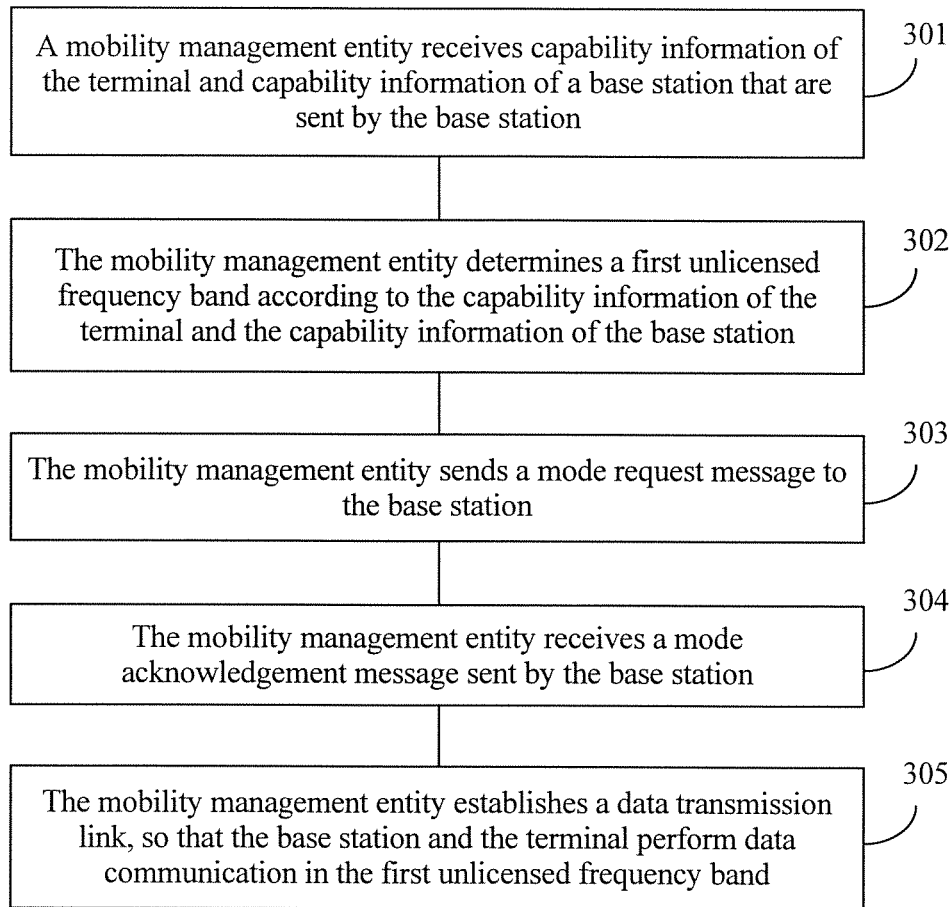 A mobility management entity receives capability information of
the terminal and capability information of a base station that are
sent by the base station
301
The mobility management entity determines a first unlicensed
frequency band according to the capability information of the
terminal and the capability information of the base station
302
The mobility management entity sends a mode request message to
the base station
303
The mobility management entity receives a mode
acknowledgement message sent by the base station
304
The mobility management entity establishes a data transmission
link, so that the base station and the terminal perform data
communication in the first unlicensed frequency band
305